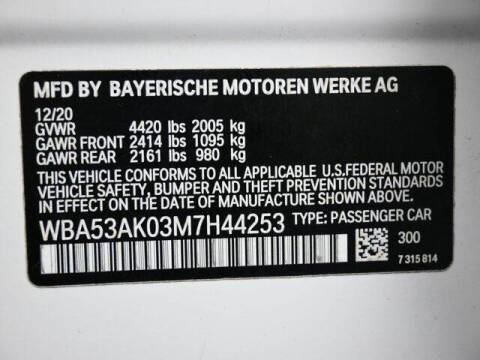 MFD BY BAYERISCHE MOTOREN WERKE AG
12/20
GVWR 4420 lbs 2005 kg
GAWR FRONT 2414 lbs 1095 kg
GAWR REAR 2161 lbs 980 kg
THIS VEHICLE CONFORMS TO ALL APPLICABLE U.S.FEDERAL MOTOR
VEHICLE SAFETY, BUMPER AND THEFT PREVENTION STANDARDS IN
EFFECT ON THE DATE OF MANUFACTURE SHOWN ABOVE.
WBA53AK03M7H44253 TYPE: PASSENGER CAR
300
7 315 814